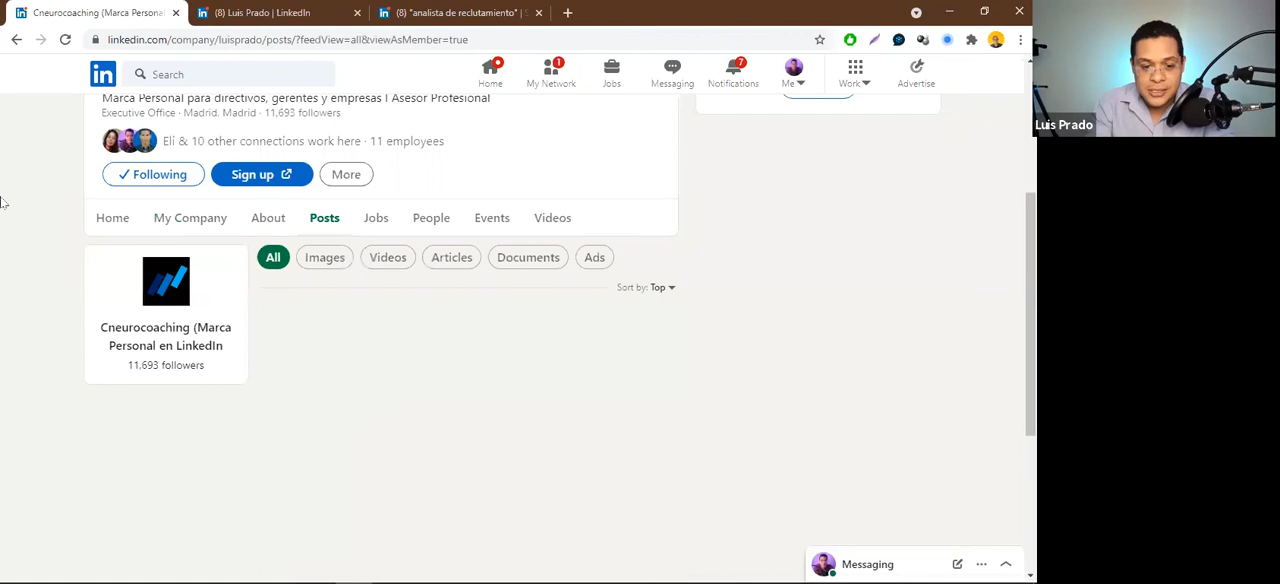 Cneurocoaching (Marca Personal
(8) Luis Prado | LinkedIn
(8) "analista de reclutamiento" | S
linkedin.com/company/luisprado/posts/?feedView=all&viewAsMember=true
Search
1
7
Home
My Network
Jobs
Messaging
Notifications
Me
Work
Advertise
Marca Personal para directivos, gerentes y empresas I Asesor Profesional
Executive Office · Madrid, Madrid · 11,693 followers
Eli & 10 other connections work here · 11 employees
✓ Following
Sign up
More
Home
My Company
About
Posts
Jobs
People
Events
Videos
All
Images
Videos
Articles
Documents
Ads
Sort by: Top
Cneurocoaching (Marca
Personal en LinkedIn
11,693 followers
Messaging
Luis Prado